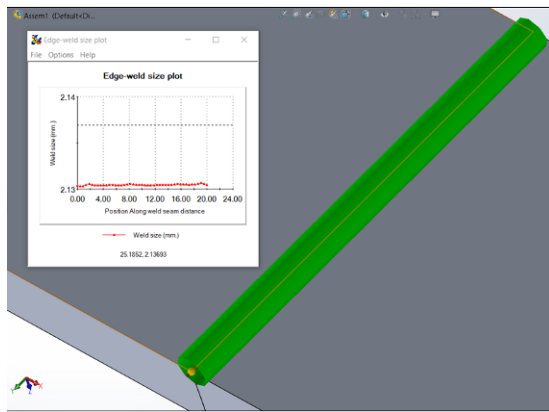 Assem1 (Default<Di...
Edge-weld size plot
File Options Help
Edge-weld size plot
2.14
Weld size (mm.)
2.13
0.00 4.00 8.00 12.00 16.00 20.00 24.00
Position Along weld seam distance
Weld size (mm.)
25.1852, 2.13693